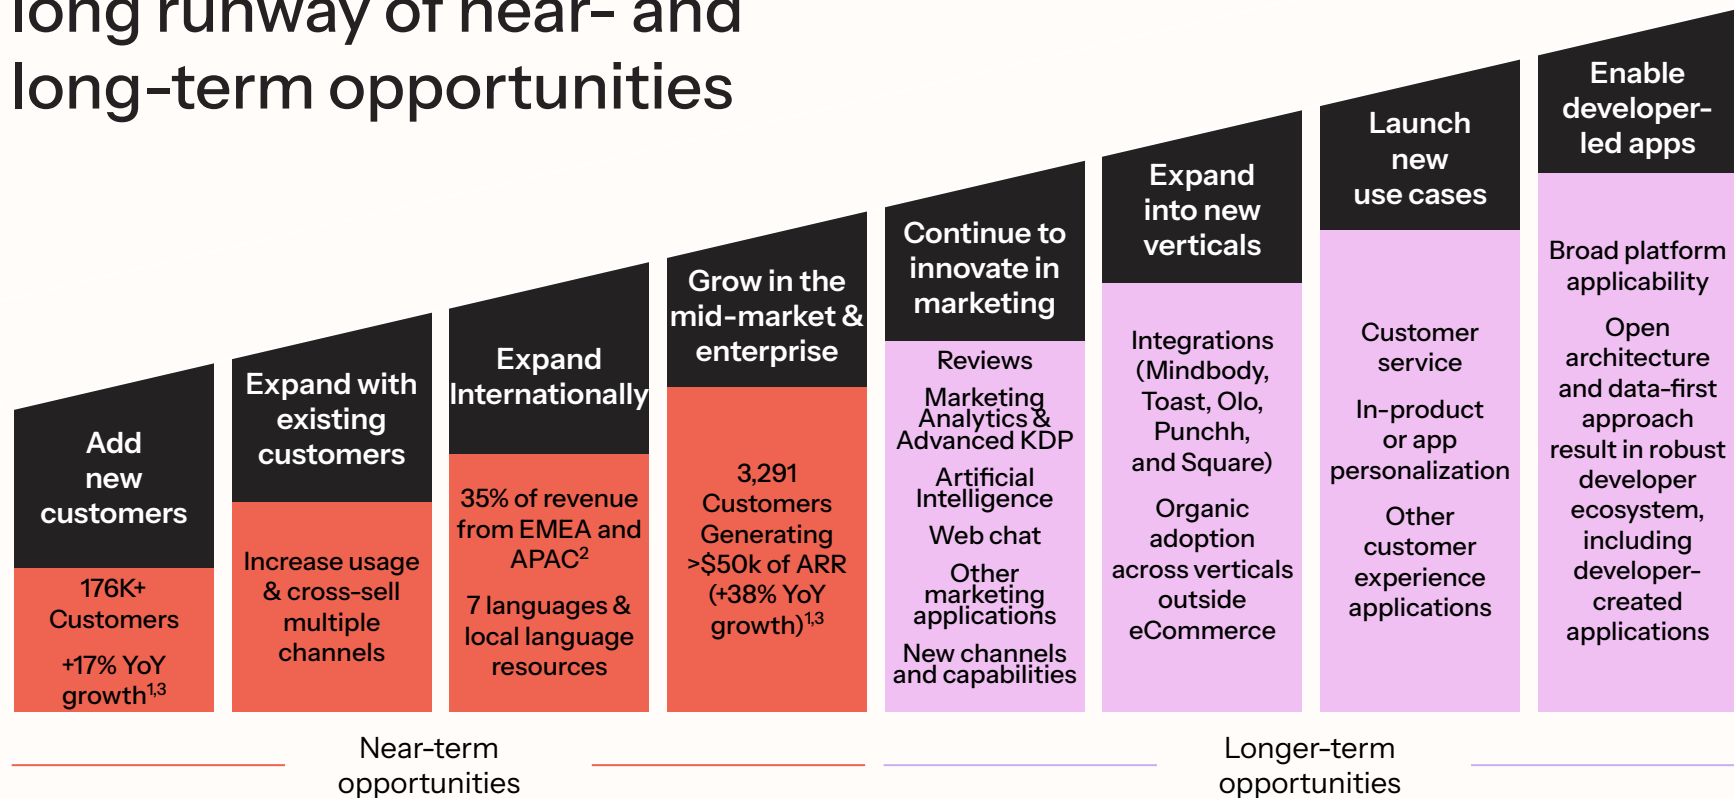 long runway of near- and
long-term opportunities
Add
new
customers
176K+
Customers
+17% YoY
growth1,3
Expand with
existing
customers
Increase usage
& cross-sell
multiple
channels
Expand
Internationally
35% of revenue
from EMEA and
APAC2
7 languages &
local language
resources
Grow in the
mid-market &
enterprise
3,291
Customers
Generating
>$50k of ARR
(+38% YoY
growth)1,3
Continue to
innovate in
marketing
Reviews
Marketing
Analytics &
Advanced KDP
Artificial
Intelligence
Web chat
Other
marketing
applications
New channels
and capabilities
Expand
into new
verticals
Integrations
(Mindbody,
Toast, Olo,
Punchh,
and Square)
Organic
adoption
across verticals
outside
eCommerce
Launch
new
use cases
Customer
service
In-product
or app
personalization
Other
customer
experience
applications
Enable
developer-
led apps
Broad platform
applicability
Open
architecture
and data-first
approach
result in robust
developer
ecosystem,
including
developer-
created
applications
Near-term
opportunities
Longer-term
opportunities